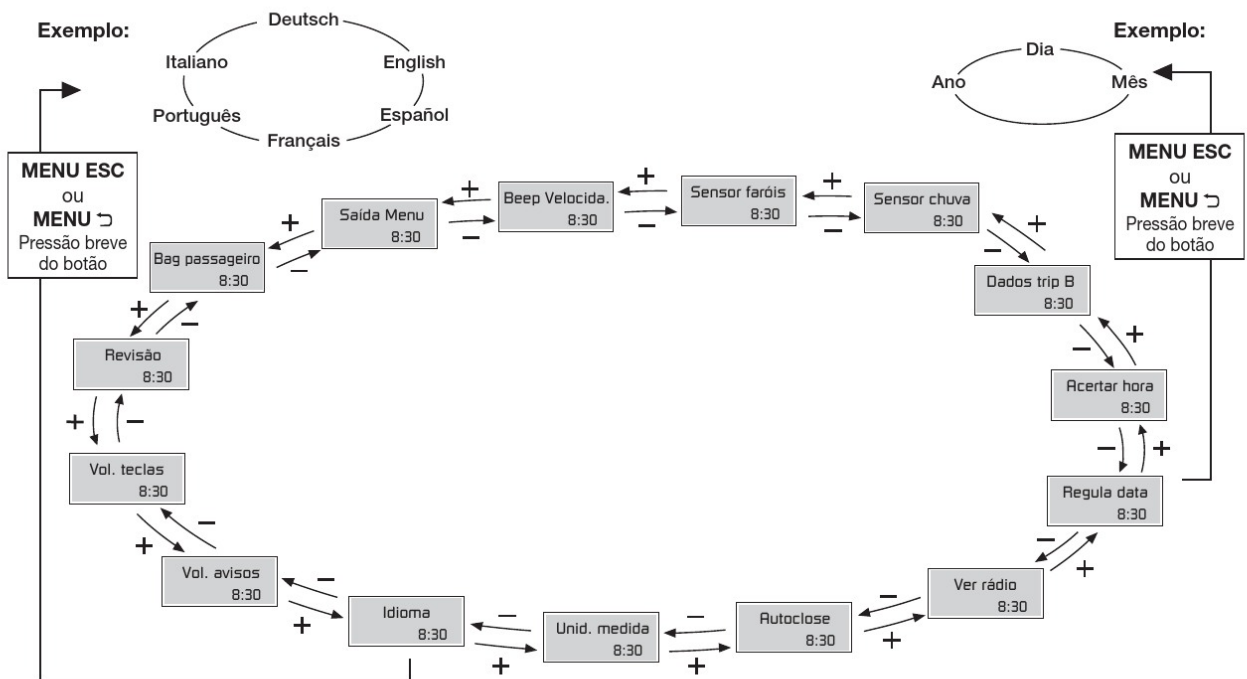 Exemplo:
Deutsch
Italiano
English
Português
Español
Français
Exemplo:
Dia
Ano
Mês
MENU ESC
ou
MENU ⮌
Pressão breve
do botão
MENU ESC
ou
MENU ⮌
Pressão breve
do botão
Saída Menu
8:30
+
−
Beep Velocida.
8:30
+
−
Sensor faróis
8:30
+
−
Sensor chuva
8:30
+
−
Dados trip B
8:30
−
+
Acertar hora
8:30
−
+
Regula data
8:30
−
+
Ver rádio
8:30
−
+
Autoclose
8:30
−
+
Unid. medida
8:30
−
+
Idioma
8:30
−
+
Vol. avisos
8:30
−
+
Vol. teclas
8:30
+
−
Revisão
8:30
+
−
Bag passageiro
8:30
+
−